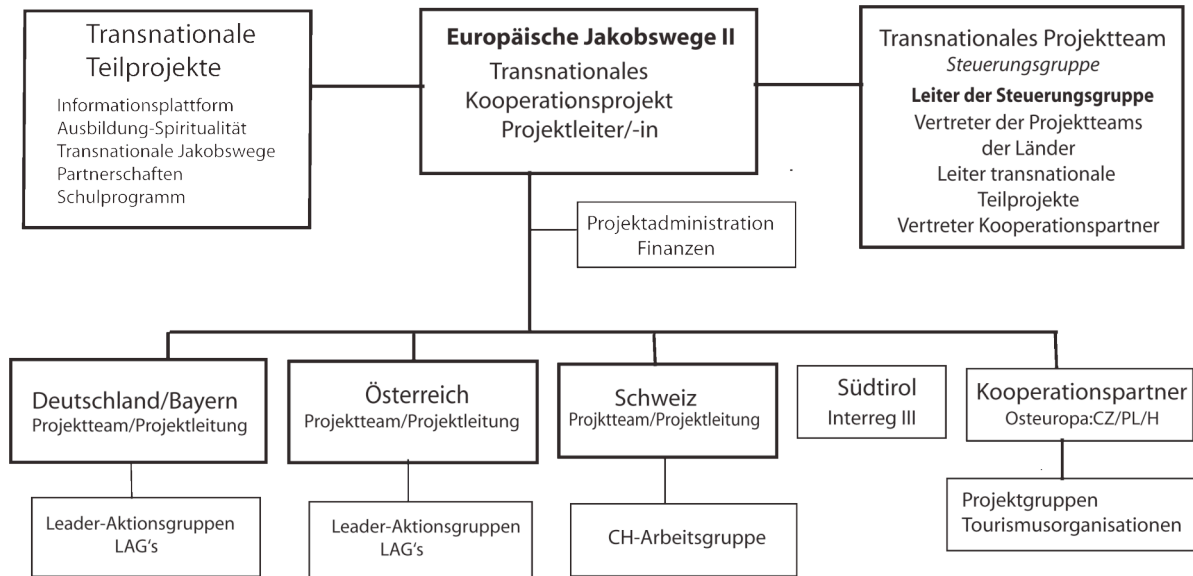 Transnationale
Teilprojekte
Informationsplattform
Ausbildung-Spiritualität
Transnationale Jakobswege
Partnerschaften
Schulprogramm
Europäische Jakobswege II
Transnationales
Kooperationsprojekt
Projektleiter/-in
Transnationales Projektteam
Steuerungsgruppe
Leiter der Steuerungsgruppe
Vertreter der Projektteams
der Länder
Leiter transnationale
Teilprojekte
Vertreter Kooperationspartner
Projektadministration
Finanzen
Deutschland/Bayern
Projektteam/Projektleitung
Österreich
Projektteam/Projektleitung
Schweiz
Projktteam/Projektleitung
Südtirol
Interreg III
Kooperationspartner
Osteuropa:CZ/PL/H
Leader-Aktionsgruppen
LAG's
Leader-Aktionsgruppen
LAG's
CH-Arbeitsgruppe
Projektgruppen
Tourismusorganisationen